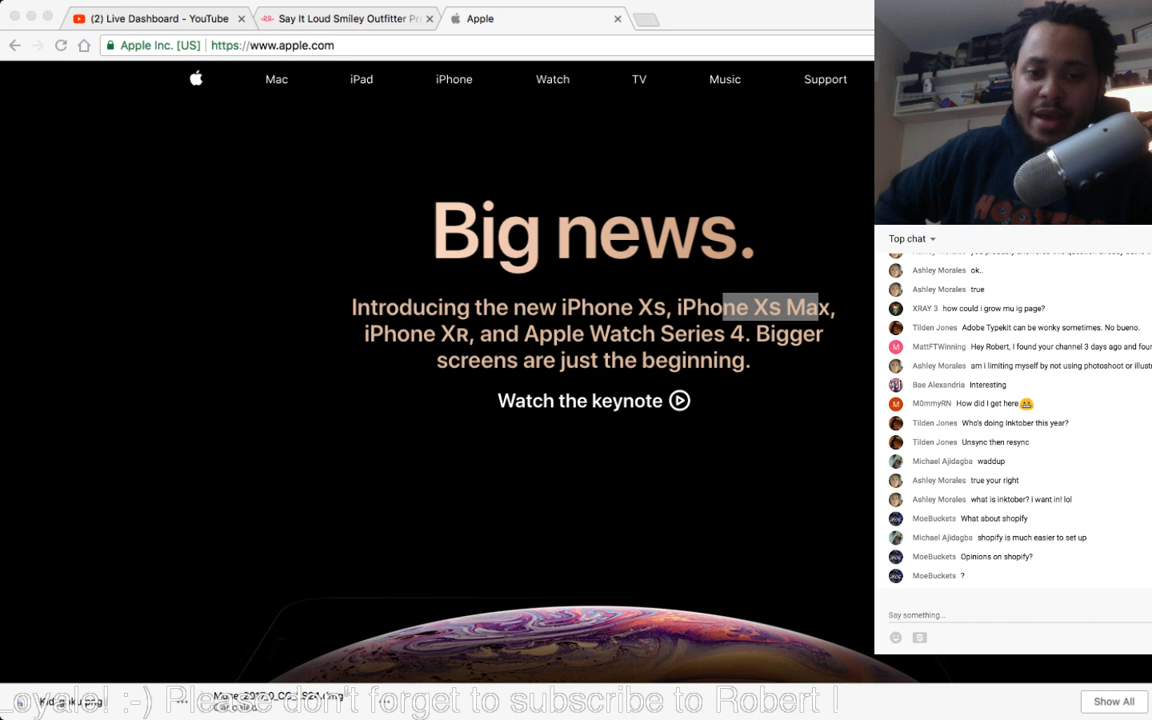 (2) Live Dashboard - YouTube
Say It Loud Smiley Outfitter Pr
Apple
Apple Inc. [US]
https://www.apple.com
Mac
iPad
iPhone
Watch
TV
Music
Support
Big news.
Introducing the new iPhone Xs, iPhone Xs Max,
iPhone XR, and Apple Watch Series 4. Bigger
screens are just the beginning.
Watch the keynote
Top chat
Ashley Morales ok..
Ashley Morales true
XRAY 3 how could i grow mu ig page?
Tilden Jones Adobe Typekit can be wonky sometimes. No bueno.
MattFTWinning Hey Robert, I found your channel 3 days ago and four
Ashley Morales am i limiting myself by not using photoshoot or illustr
Bae Alexandria Interesting
M0mmyRN How did I get here
Tilden Jones Who's doing Inktober this year?
Tilden Jones Unsync then resync
Michael Ajidagba waddup
Ashley Morales true your right
Ashley Morales what is inktober? i want in! lol
MoeBuckets What about shopify
Michael Ajidagba shopify is much easier to set up
MoeBuckets Opinions on shopify?
MoeBuckets ?
Say something...
HOOTERS
oyale! :-) Please don't forget to subscribe to Robert !
Show All